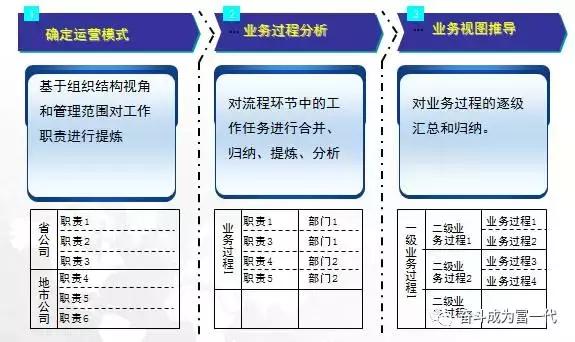 1
确定运营模式
2
业务过程分析
3
业务视图推导
基于组织结构视角
和管理范围对工作
职责进行提炼
对流程环节中的工
作任务进行合并、
归纳、提炼、分析
对业务过程的逐级
汇总和归纳。
省公司
职责1
职责2
职责3
地市公司
职责4
职责5
职责6
业务过程1
职责1 部门1
职责3 部门1
职责4 部门2
职责5 部门2
一级业务过程1
二级业
务过程1
业务过程1
业务过程2
二级业
务过程2
业务过程3
业务过程4
二级业
务过程
奋斗成为富一代